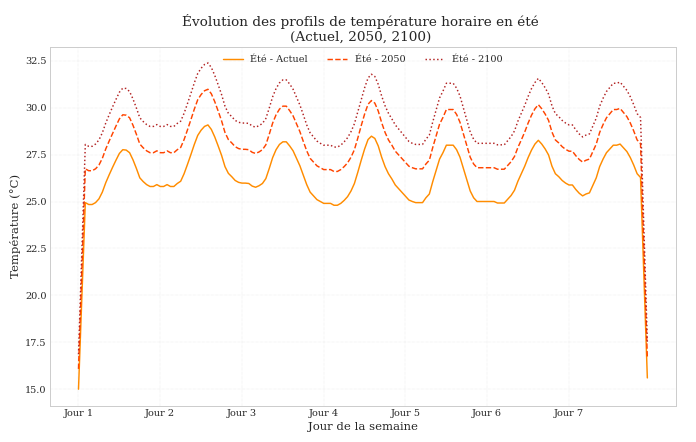 Évolution des profils de température horaire en été
(Actuel, 2050, 2100)
Été - Actuel
Été - 2050
Été - 2100
Température (°C)
32.5
30.0
27.5
25.0
22.5
20.0
17.5
15.0
Jour 1
Jour 2
Jour 3
Jour 4
Jour 5
Jour 6
Jour 7
Jour de la semaine